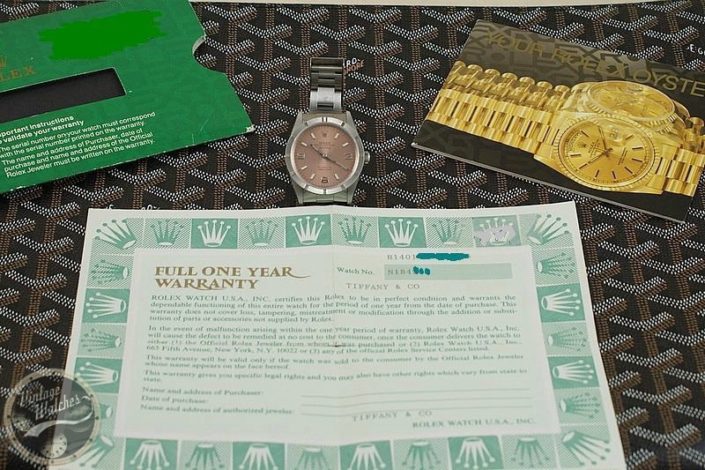 ROLEX
Important Instructions
to validate your warranty
The serial number on your watch must correspond
with the serial number printed on the warranty.
The name and address of Purchaser, date of
purchase and name and address of the Official
Rolex Jeweler must be written on the warranty.
YOUR ROLEX OYSTER
R1401
Watch No. N184
TIFFANY & CO
FULL ONE YEAR
WARRANTY
ROLEX WATCH U.S.A., INC. certifies this Rolex to be in perfect condition and warrants the
dependable functioning of this entire watch for the period of one year from the date of purchase. This
warranty does not cover loss, tampering, mistreatment or modification due to the addition or substi-
tution of parts or accessories not supplied by Rolex.
In the event of malfunction arising within the one year period of warranty, Rolex Watch U.S.A., Inc.
will cause the defect to be remedied at no cost to the consumer, once the consumer delivers the watch to
either (1) the Official Rolex Jeweler from whom it was purchased or (2) Rolex Watch U.S.A., Inc.
665 Fifth Avenue, New York, N.Y. 10022 or (3) any of the official Rolex Service Centers listed.
This warranty will be valid only if the watch was sold to the consumer by the Official Rolex Jeweler
whose name appears on the face hereof.
This warranty gives you specific legal rights and you may also have other rights which vary from state to
state.
Name and address of Purchaser:
Date of purchase:
Name and address of authorized jeweler:
TIFFANY & CO
ROLEX WATCH U.S.A., INC.
Vintage
Watches